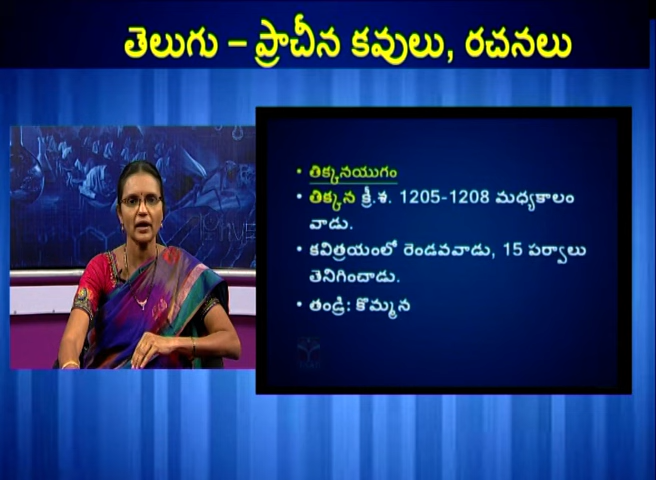 తెలుగు – ప్రాచీన కవులు, రచనలు
• తిక్కనయుగం
• తిక్కన క్రీ.శ. 1205-1208 మధ్యకాలం
వాడు.
• కవిత్రయంలో రెండవవాడు, 15 పర్వాలు
తెనిగించాడు.
• తండ్రి: కొమ్మన